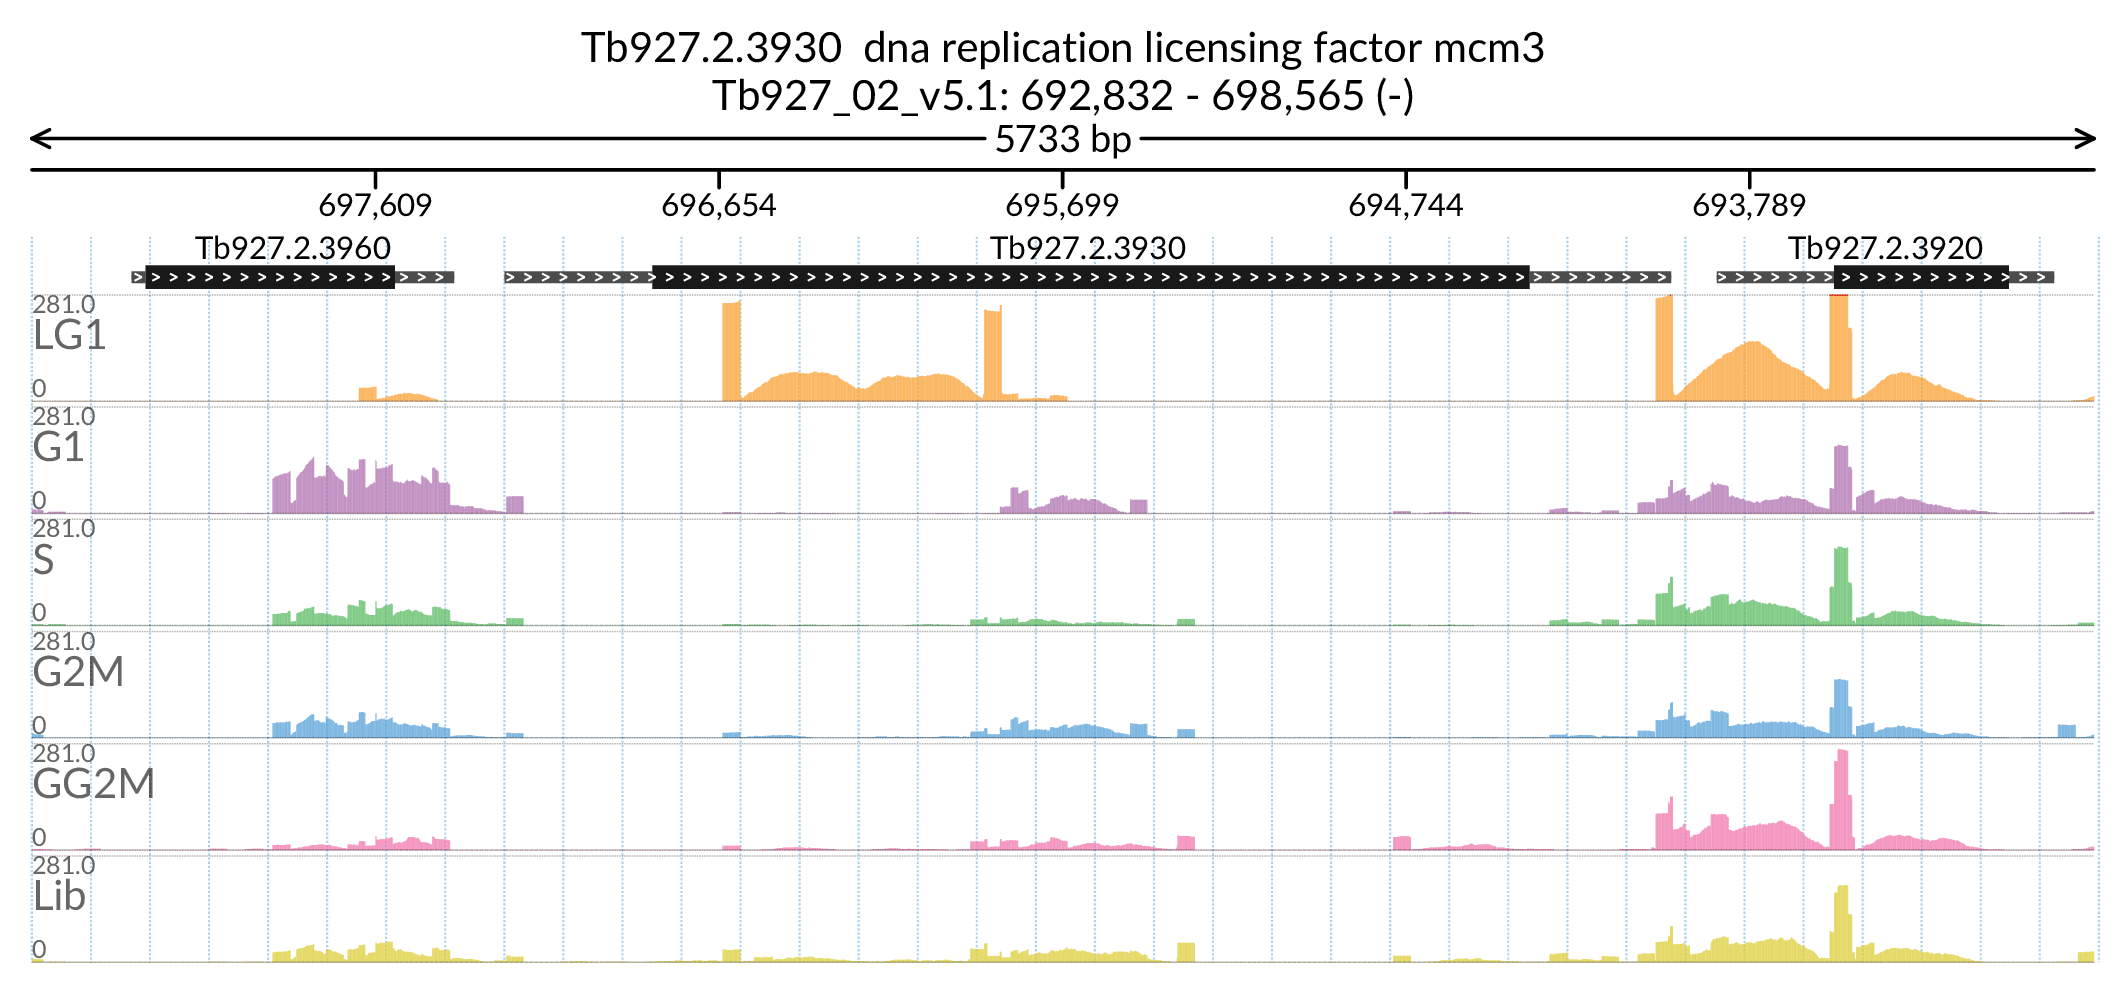 Tb927.2.3930  dna replication licensing factor mcm3
Tb927_02_v5.1: 692,832 - 698,565 (-)
5733 bp
697,609 696,654 695,699 694,744 693,789
Tb927.2.3960 Tb927.2.3930 Tb927.2.3920
281.0
LG1
0
281.0
G1
0
281.0
S
0
281.0
G2M
0
281.0
GG2M
0
281.0
Lib
0